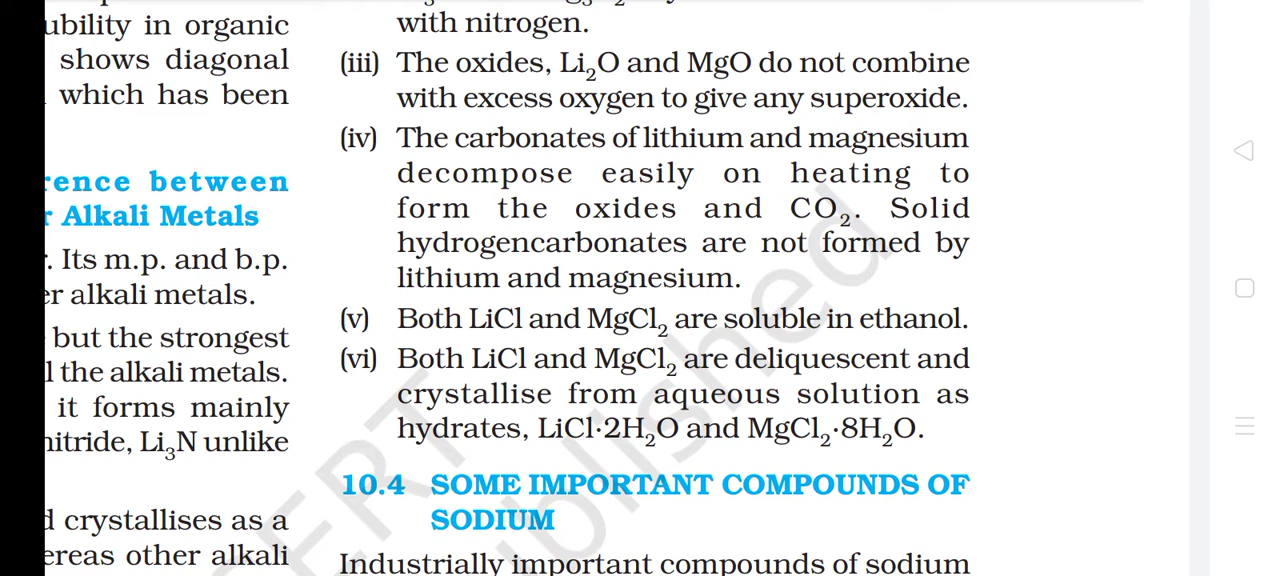 ubility in organic
shows diagonal
which has been
rence between
r Alkali Metals
. Its m.p. and b.p.
er alkali metals.
but the strongest
l the alkali metals.
it forms mainly
nitride, Li₃N unlike
d crystallises as a
ereas other alkali
with nitrogen.
(iii) The oxides, Li₂O and MgO do not combine
with excess oxygen to give any superoxide.
(iv) The carbonates of lithium and magnesium
decompose easily on heating to
form the oxides and CO₂. Solid
hydrogencarbonates are not formed by
lithium and magnesium.
(v) Both LiCl and MgCl₂ are soluble in ethanol.
(vi) Both LiCl and MgCl₂ are deliquescent and
crystallise from aqueous solution as
hydrates, LiCl·2H₂O and MgCl₂·8H₂O.
10.4 SOME IMPORTANT COMPOUNDS OF
SODIUM
Industrially important compounds of sodium
ERT
blished